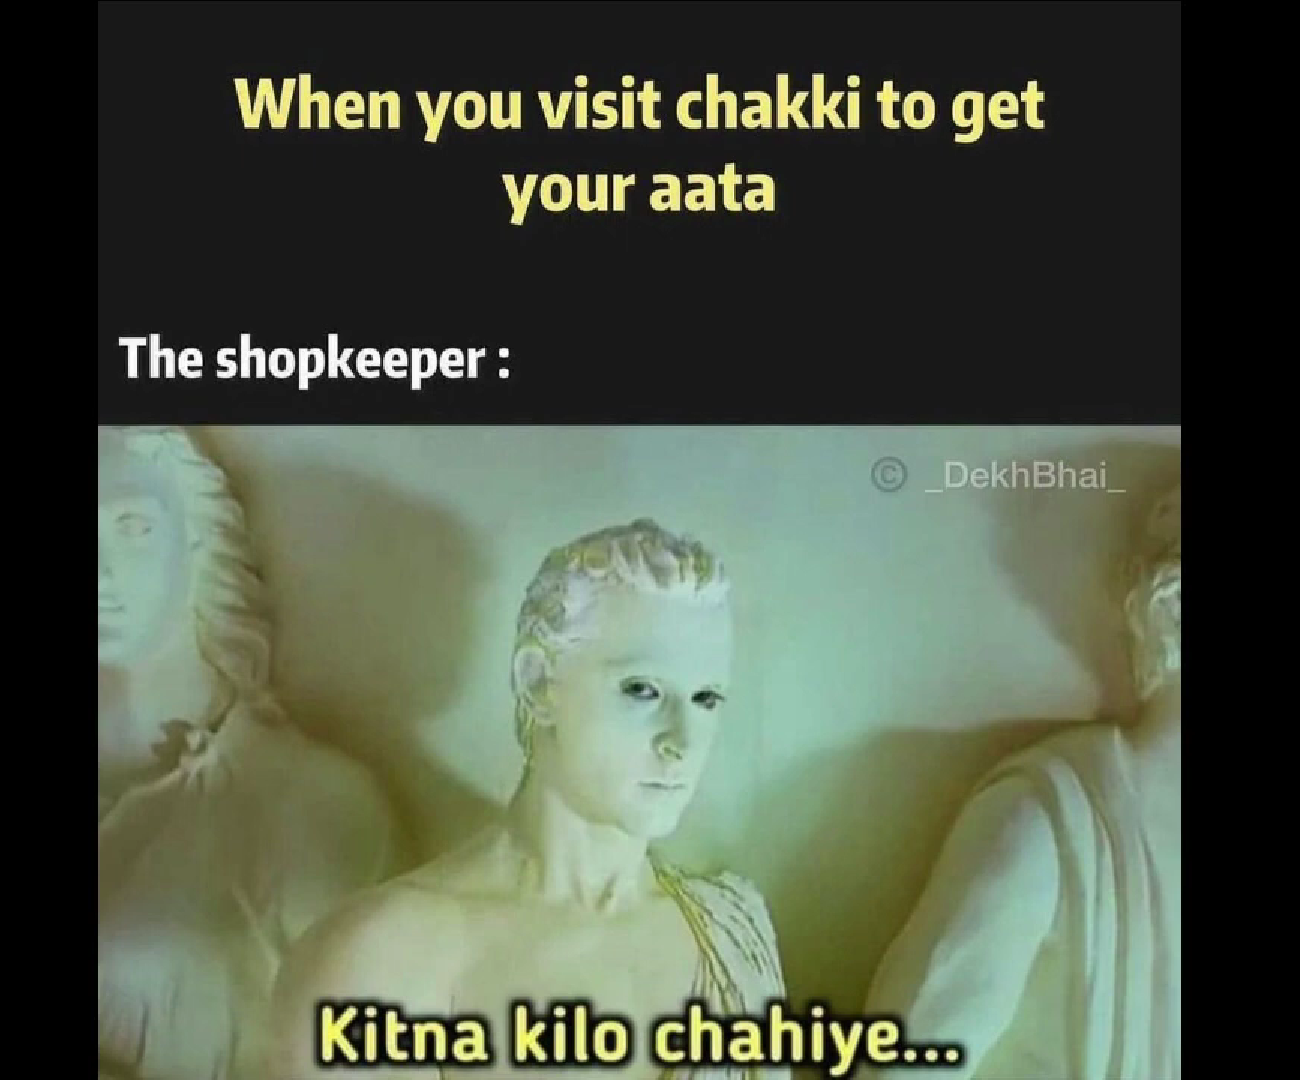 When you visit chakki to get
your aata
The shopkeeper :
© _DekhBhai_
Kitna kilo chahiye...